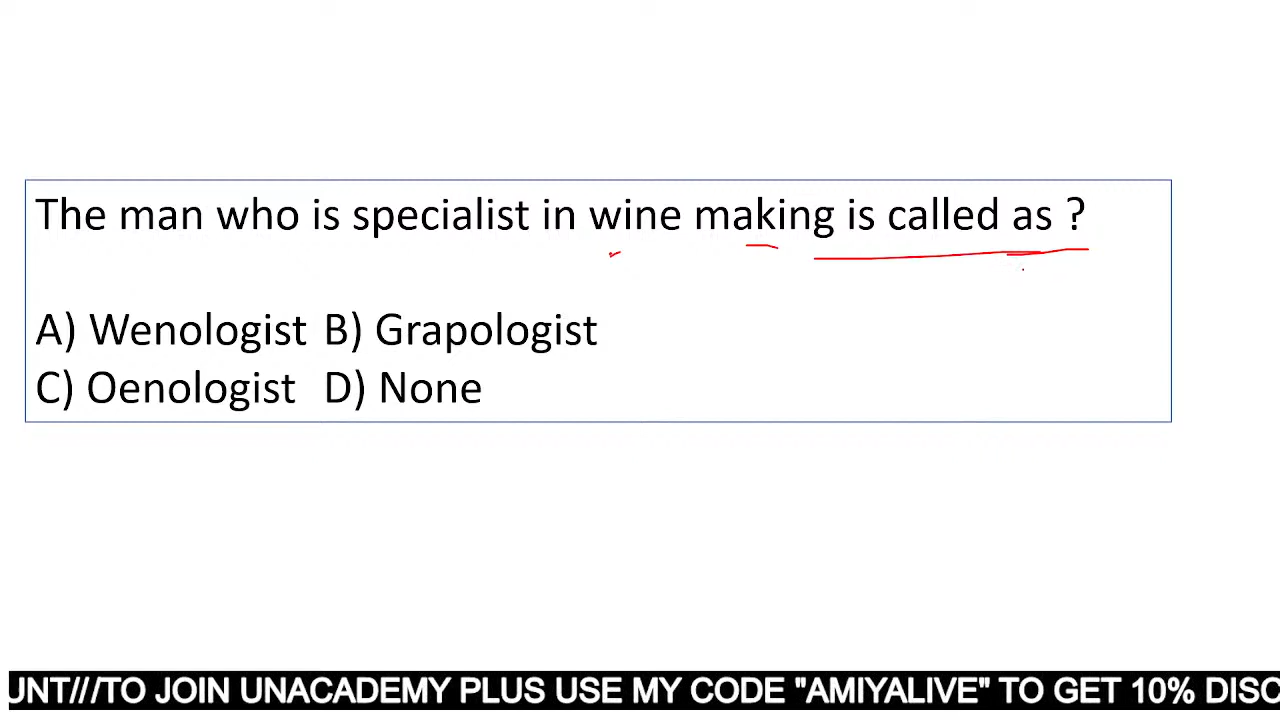 The man who is specialist in wine making is called as ?
A) Wenologist B) Grapologist
C) Oenologist D) None
UNT///TO JOIN UNACADEMY PLUS USE MY CODE "AMIYALIVE" TO GET 10% DISC